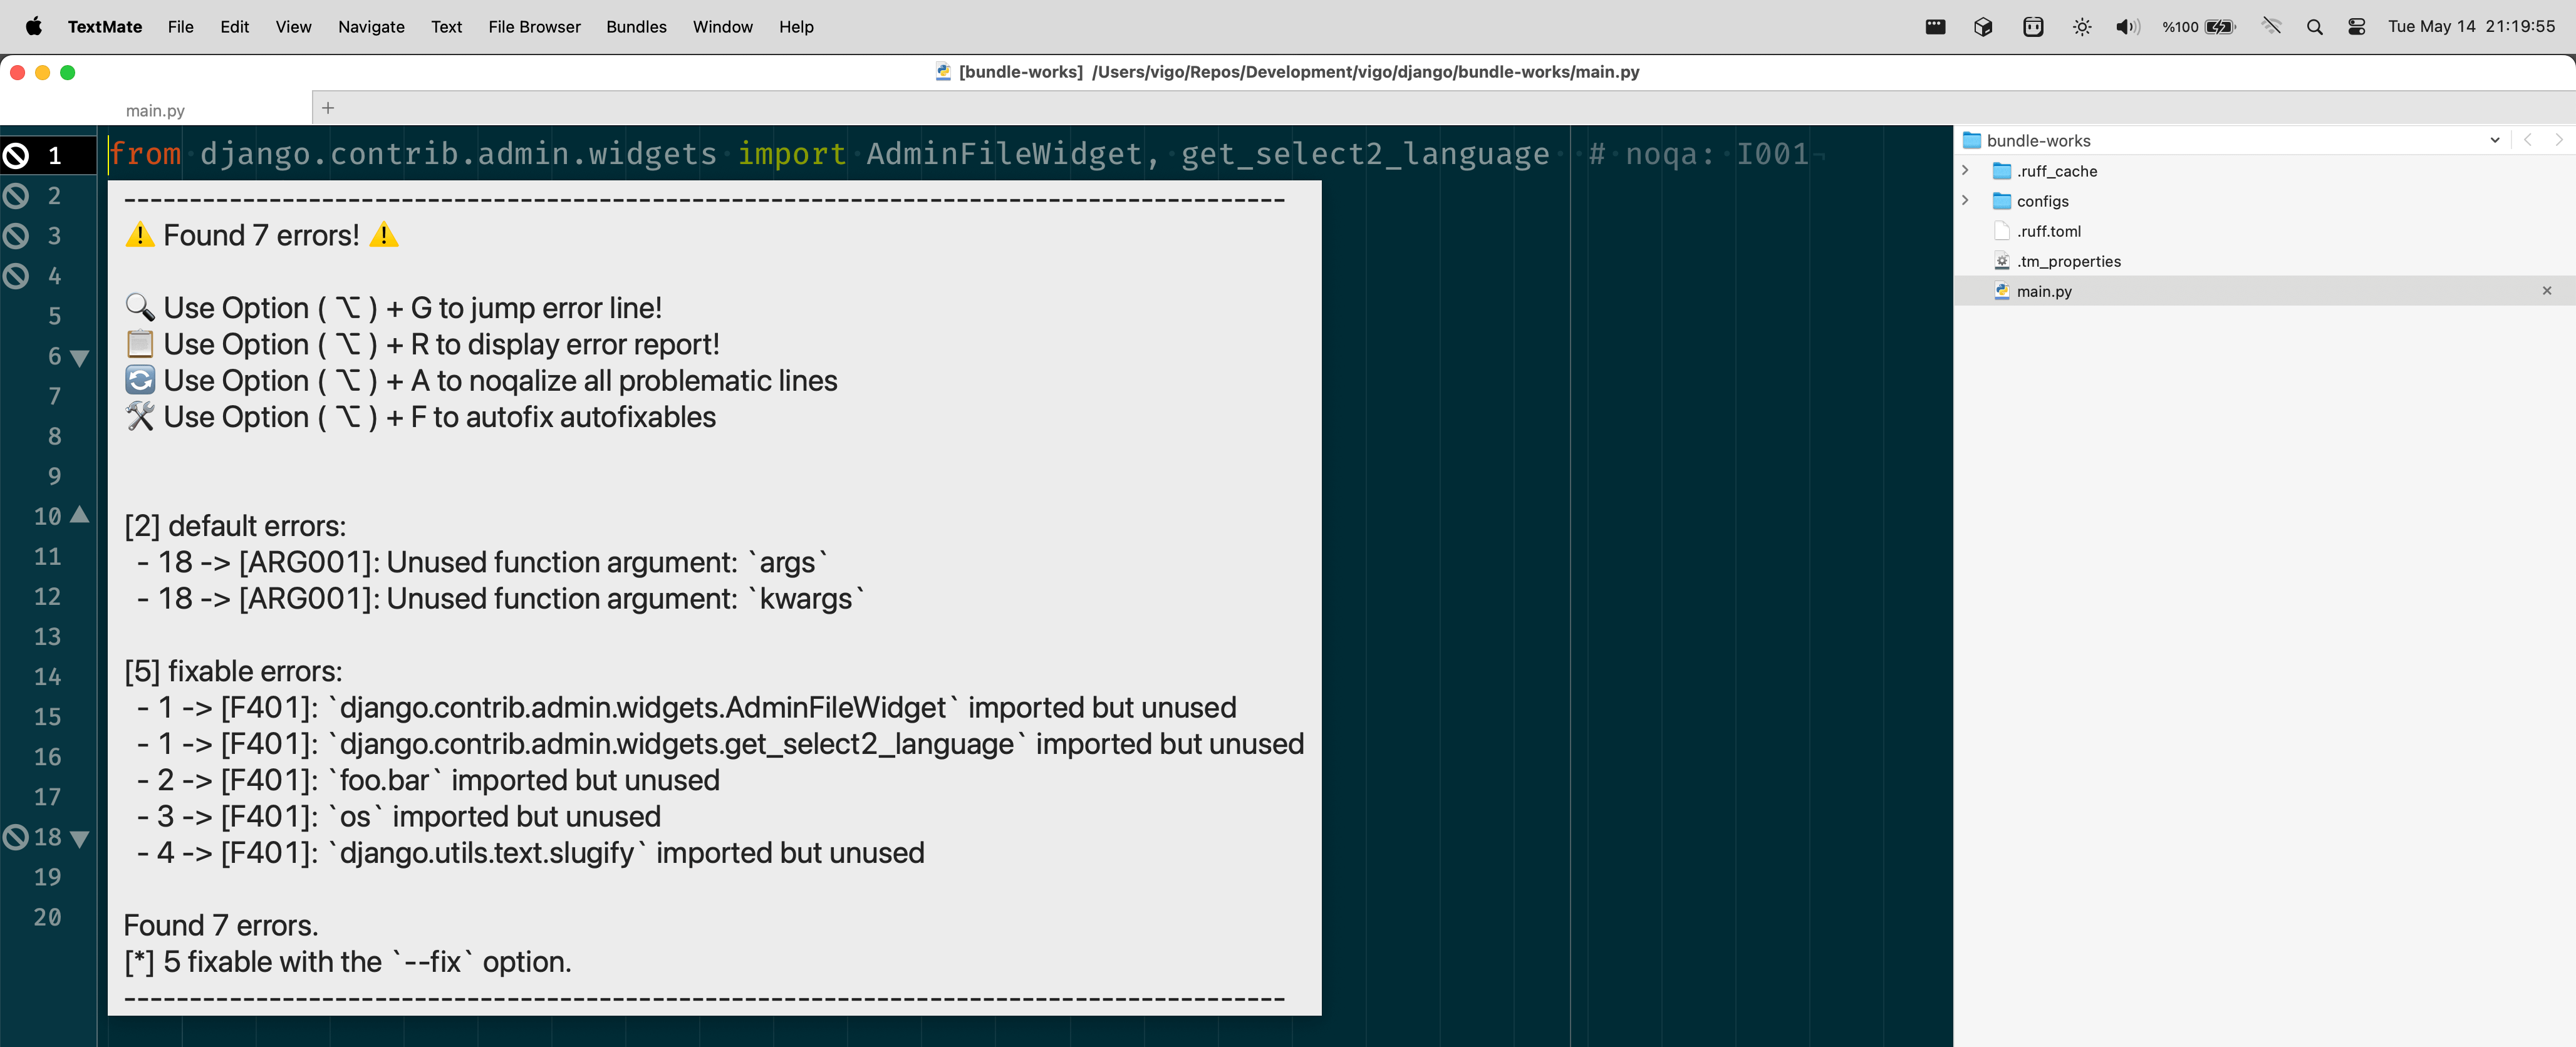 TextMate File Edit View Navigate Text File Browser Bundles Window Help %100 Tue May 14 21:19:55
[bundle-works] /Users/vigo/Repos/Development/vigo/django/bundle-works/main.py
main.py +
1 from django.contrib.admin.widgets import AdminFileWidget, get_select2_language  # noqa: I001¬
2
3
4
5
6
7
8
9
10
11
12
13
14
15
16
17
18
19
20
----------------------------------------------------------------------------------------
⚠️ Found 7 errors! ⚠️
🔍 Use Option ( ⌥ ) + G to jump error line!
📋 Use Option ( ⌥ ) + R to display error report!
🔄 Use Option ( ⌥ ) + A to noqalize all problematic lines
🛠️ Use Option ( ⌥ ) + F to autofix autofixables
[2] default errors:
- 18 -> [ARG001]: Unused function argument: `args`
- 18 -> [ARG001]: Unused function argument: `kwargs`
[5] fixable errors:
- 1 -> [F401]: `django.contrib.admin.widgets.AdminFileWidget` imported but unused
- 1 -> [F401]: `django.contrib.admin.widgets.get_select2_language` imported but unused
- 2 -> [F401]: `foo.bar` imported but unused
- 3 -> [F401]: `os` imported but unused
- 4 -> [F401]: `django.utils.text.slugify` imported but unused
Found 7 errors.
[*] 5 fixable with the `--fix` option.
----------------------------------------------------------------------------------------
bundle-works
.ruff_cache
configs
.ruff.toml
.tm_properties
main.py